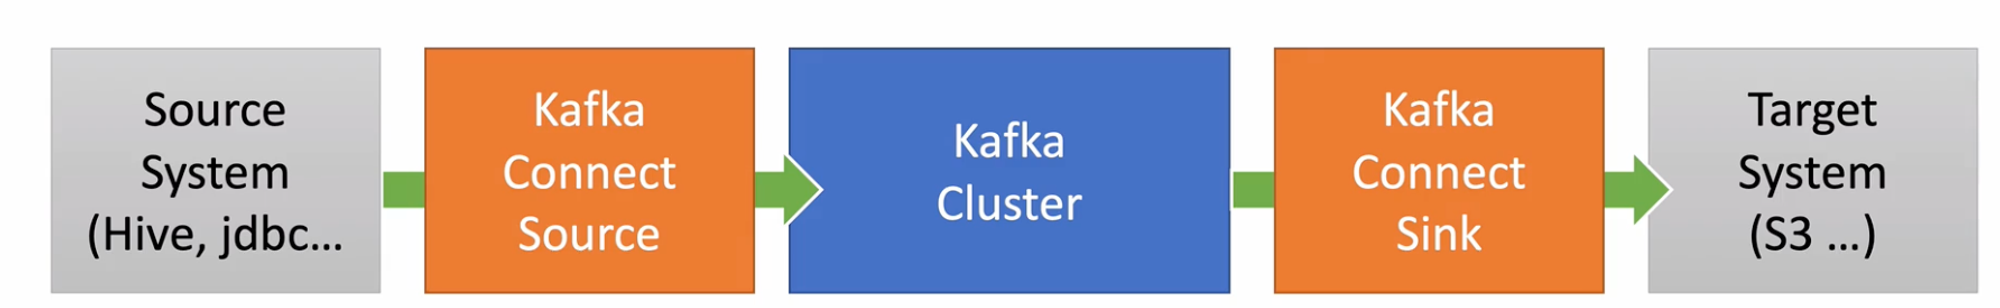 Source
System
(Hive, jdbc...
Kafka
Connect
Source
Kafka
Cluster
Kafka
Connect
Sink
Target
System
(S3 ...)